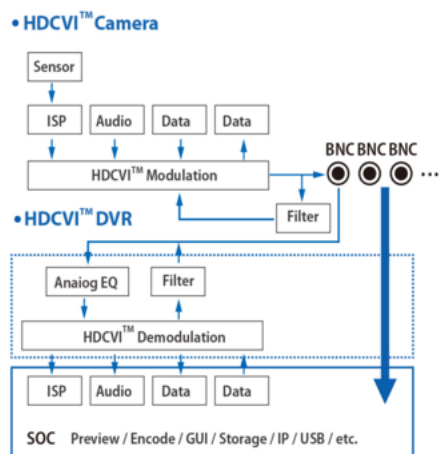 • HDCVI™ Camera
Sensor
ISP Audio Data Data
BNC BNC BNC
HDCVI™ Modulation
...
Filter
• HDCVI™ DVR
Anaiog EQ Filter
HDCVI™ Demodulation
ISP Audio Data Data
SOC Preview / Encode / GUI / Storage / IP / USB / etc.